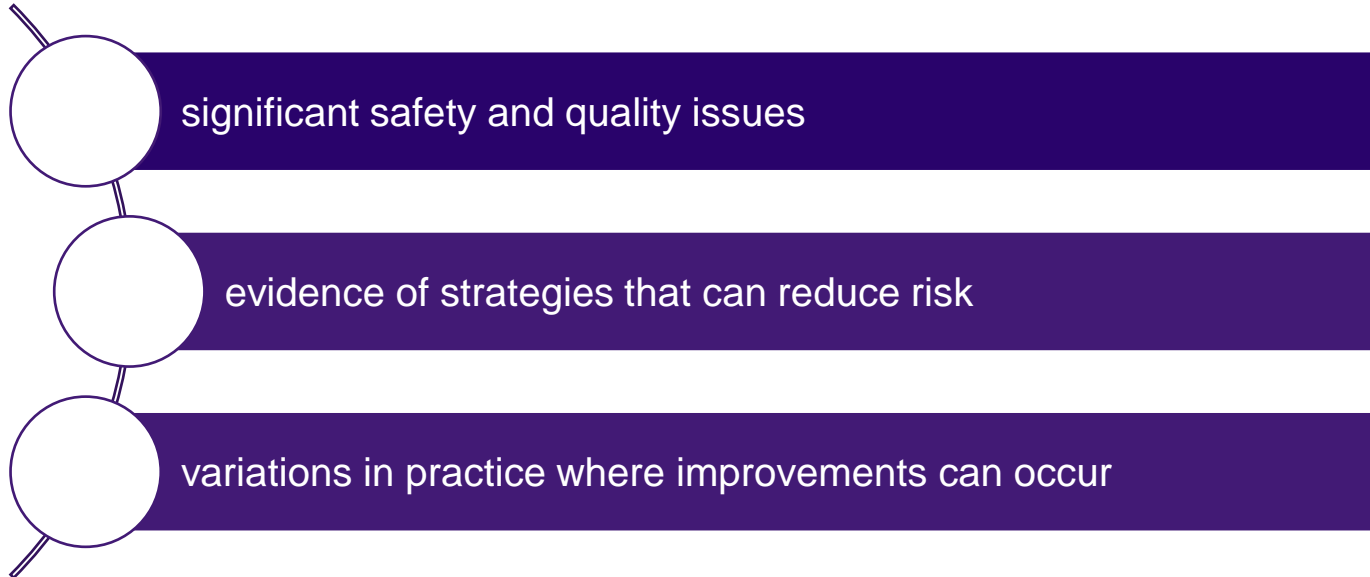 significant safety and quality issues
evidence of strategies that can reduce risk
variations in practice where improvements can occur